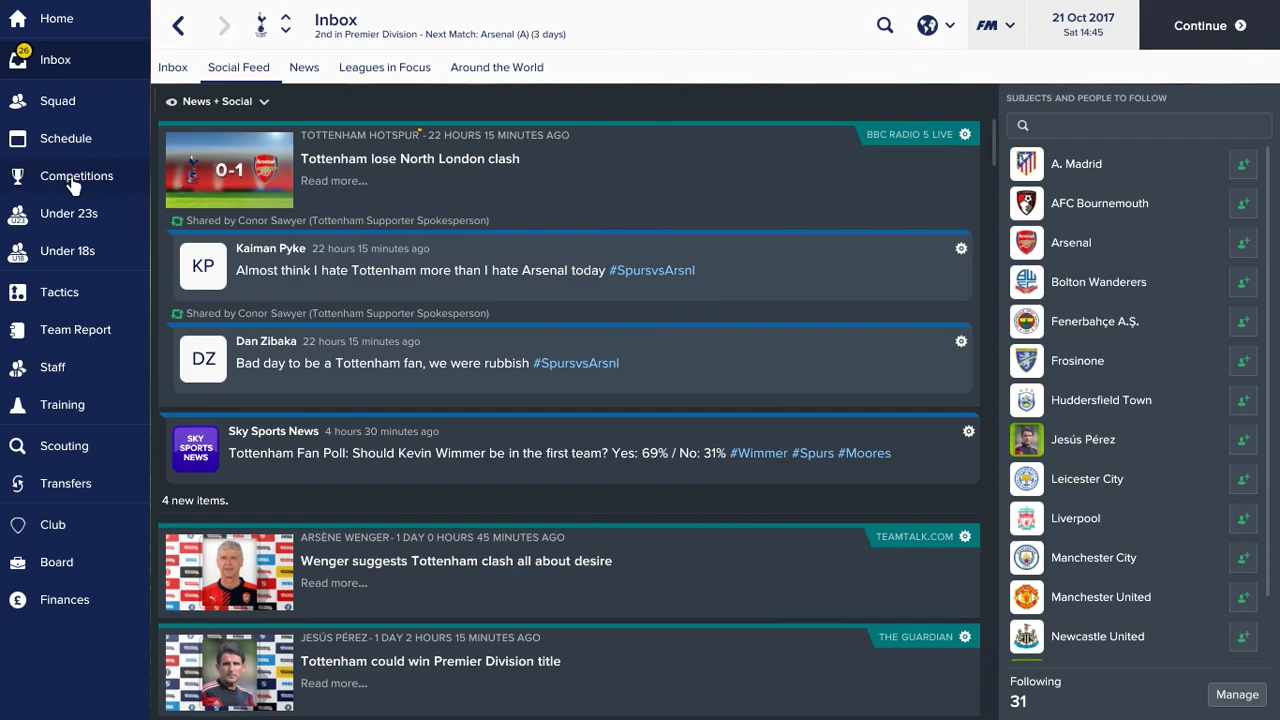 Home
Inbox
2nd in Premier Division - Next Match: Arsenal (A) (3 days)
FM
21 Oct 2017
Sat 14:45
Continue
26
Inbox
Squad
Schedule
Competitions
U23
Under 23s
U18
Under 18s
Tactics
Team Report
Staff
Training
Scouting
Transfers
Club
Board
Finances
Inbox
Social Feed
News
Leagues in Focus
Around the World
News + Social
0-1
TOTTENHAM HOTSPUR - 22 HOURS 15 MINUTES AGO
BBC RADIO 5 LIVE
Tottenham lose North London clash
Read more...
Shared by Conor Sawyer (Tottenham Supporter Spokesperson)
KP
Kaiman Pyke 22 hours 15 minutes ago
Almost think I hate Tottenham more than I hate Arsenal today #SpursvsArsnl
Shared by Conor Sawyer (Tottenham Supporter Spokesperson)
DZ
Dan Zibaka 22 hours 15 minutes ago
Bad day to be a Tottenham fan, we were rubbish #SpursvsArsnl
SKY
SPORTS
NEWS
Sky Sports News 4 hours 30 minutes ago
Tottenham Fan Poll: Should Kevin Wimmer be in the first team? Yes: 69% / No: 31% #Wimmer #Spurs #Moores
4 new items.
ARSÈNE WENGER - 1 DAY 0 HOURS 45 MINUTES AGO
TEAMTALK.COM
Wenger suggests Tottenham clash all about desire
Read more...
JESÚS PÉREZ - 1 DAY 2 HOURS 15 MINUTES AGO
THE GUARDIAN
Tottenham could win Premier Division title
Read more...
SUBJECTS AND PEOPLE TO FOLLOW
A. Madrid
AFC Bournemouth
Arsenal
Bolton Wanderers
Fenerbahçe A.Ş.
Frosinone
Huddersfield Town
Jesús Pérez
Leicester City
Liverpool
Manchester City
Manchester United
Newcastle United
Following
31
Manage